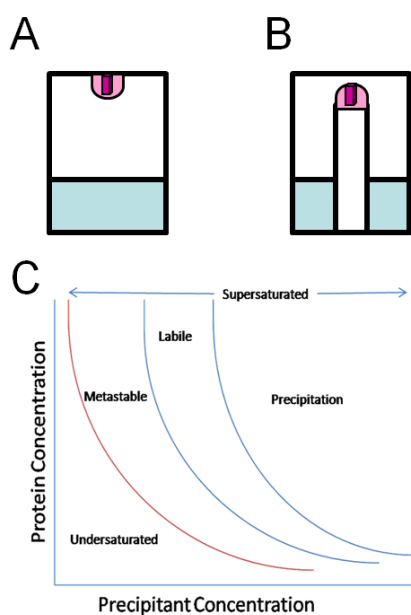 A
B
C
Supersaturated
Labile
Metastable
Precipitation
Undersaturated
Protein Concentration
Precipitant Concentration